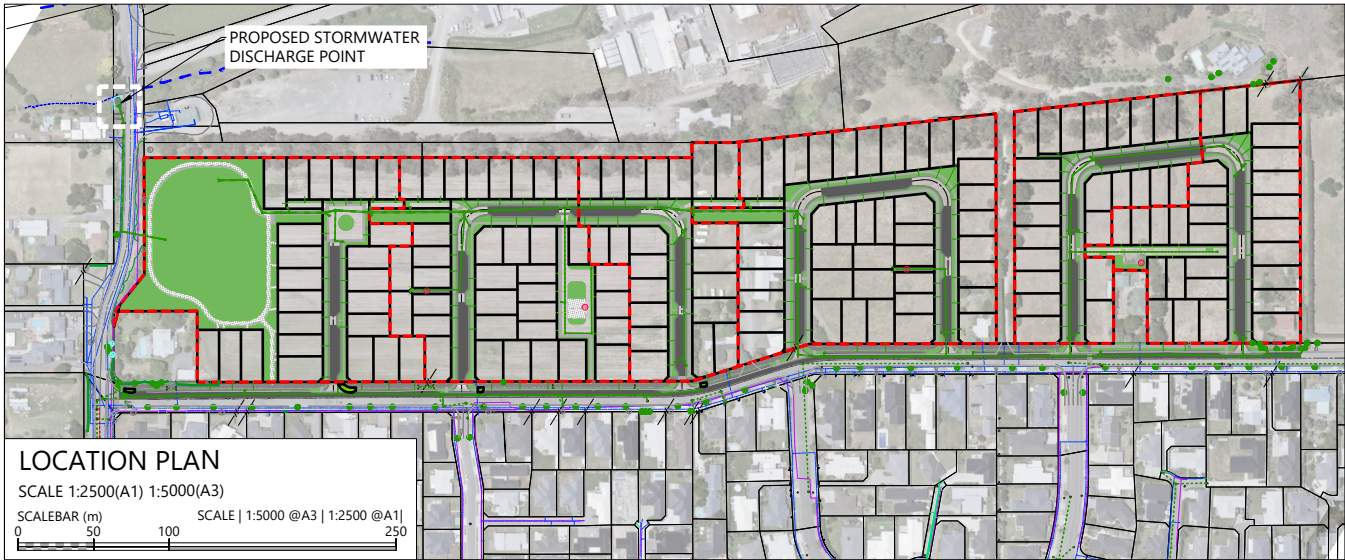 PROPOSED STORMWATER
DISCHARGE POINT
LOCATION PLAN
SCALE 1:2500(A1) 1:5000(A3)
SCALEBAR (m) SCALE | 1:5000 @A3 | 1:2500 @A1|
0 50 100 250